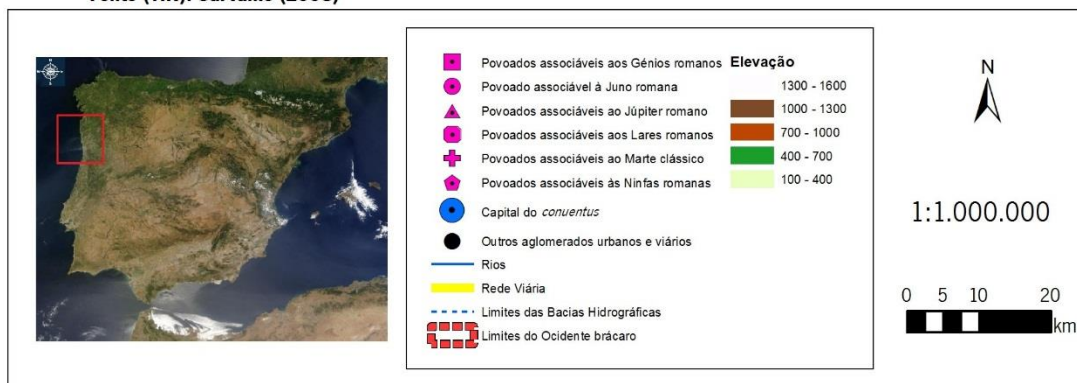 Povoados associáveis aos Génios romanos
Povoado associável à Juno romana
Povoados associáveis ao Júpiter romano
Povoados associáveis aos Lares romanos
Povoados associáveis ao Marte clássico
Povoados associáveis às Ninfas romanas
Capital do conuentus
Outros aglomerados urbanos e viários
Rios
Rede Viária
Limites das Bacias Hidrográficas
Limites do Ocidente brácaro
Elevação
1300 - 1600
1000 - 1300
700 - 1000
400 - 700
100 - 400
N
1:1.000.000
0 5 10 20
km